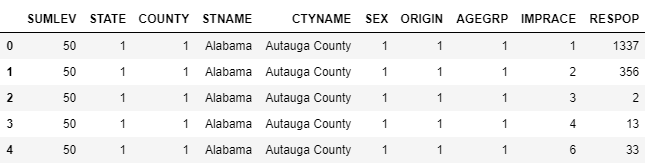 SUMLEV STATE COUNTY STNAME CTYNAME SEX ORIGIN AGEGRP IMPRACE RESPOP
0 50 1 1 Alabama Autauga County 1 1 1 1 1337
1 50 1 1 Alabama Autauga County 1 1 1 2 356
2 50 1 1 Alabama Autauga County 1 1 1 3 2
3 50 1 1 Alabama Autauga County 1 1 1 4 13
4 50 1 1 Alabama Autauga County 1 1 1 6 33